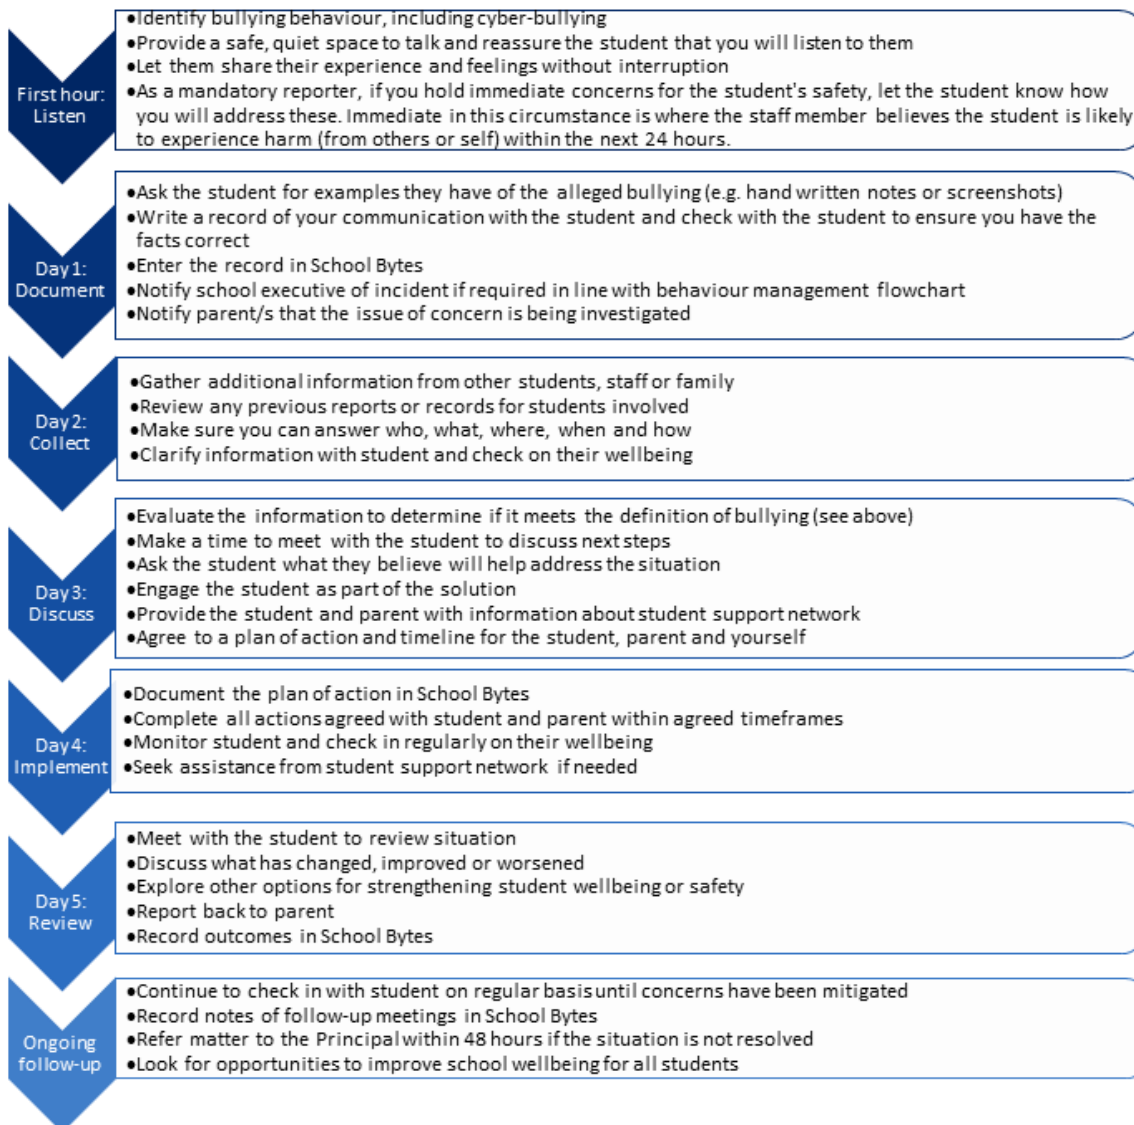 First hour:
Listen
•Identify bullying behaviour, including cyber-bullying
•Provide a safe, quiet space to talk and reassure the student that you will listen to them
•Let them share their experience and feelings without interruption
•As a mandatory reporter, if you hold immediate concerns for the student's safety, let the student know how
you will address these. Immediate in this circumstance is where the staff member believes the student is likely
to experience harm (from others or self) within the next 24 hours.
Day 1:
Document
•Ask the student for examples they have of the alleged bullying (e.g. hand written notes or screenshots)
•Write a record of your communication with the student and check with the student to ensure you have the
facts correct
•Enter the record in School Bytes
•Notify school executive of incident if required in line with behaviour management flowchart
•Notify parent/s that the issue of concern is being investigated
Day 2:
Collect
•Gather additional information from other students, staff or family
•Review any previous reports or records for students involved
•Make sure you can answer who, what, where, when and how
•Clarify information with student and check on their wellbeing
Day 3:
Discuss
•Evaluate the information to determine if it meets the definition of bullying (see above)
•Make a time to meet with the student to discuss next steps
•Ask the student what they believe will help address the situation
•Engage the student as part of the solution
•Provide the student and parent with information about student support network
•Agree to a plan of action and timeline for the student, parent and yourself
Day 4:
Implement
•Document the plan of action in School Bytes
•Complete all actions agreed with student and parent within agreed timeframes
•Monitor student and check in regularly on their wellbeing
•Seek assistance from student support network if needed
Day 5:
Review
•Meet with the student to review situation
•Discuss what has changed, improved or worsened
•Explore other options for strengthening student wellbeing or safety
•Report back to parent
•Record outcomes in School Bytes
Ongoing
follow-up
•Continue to check in with student on regular basis until concerns have been mitigated
•Record notes of follow-up meetings in School Bytes
•Refer matter to the Principal within 48 hours if the situation is not resolved
•Look for opportunities to improve school wellbeing for all students